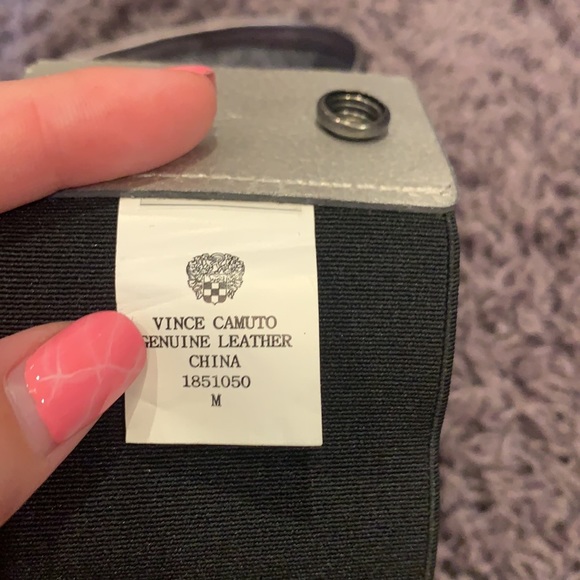 VINCE CAMUTO
GENUINE LEATHER
CHINA
1851050
M